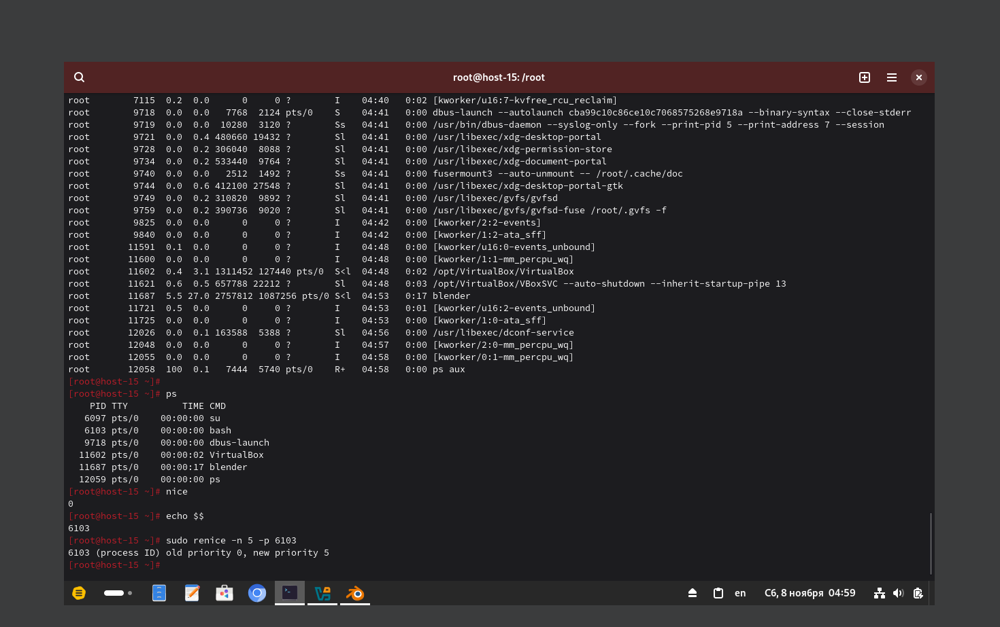 root@host-15: /root
root        7115  0.2  0.0      0     0 ?        I    04:40   0:02 [kworker/u16:7-kvfree_rcu_reclaim]
root        9718  0.0  0.0   7768  2124 pts/0    S    04:41   0:00 dbus-launch --autolaunch cba99c10c86ce10c7068575268e9718a --binary-syntax --close-stderr
root        9719  0.0  0.0  10280  3120 ?        Ss   04:41   0:00 /usr/bin/dbus-daemon --syslog-only --fork --print-pid 5 --print-address 7 --session
root        9721  0.0  0.4 480660 19432 ?        Sl   04:41   0:00 /usr/libexec/xdg-desktop-portal
root        9728  0.0  0.2 306040  8088 ?        Sl   04:41   0:00 /usr/libexec/xdg-permission-store
root        9734  0.0  0.2 533440  9764 ?        Sl   04:41   0:00 /usr/libexec/xdg-document-portal
root        9740  0.0  0.0   2512  1492 ?        Ss   04:41   0:00 fusermount3 --auto-unmount -- /root/.cache/doc
root        9744  0.0  0.6 412100 27548 ?        Sl   04:41   0:00 /usr/libexec/xdg-desktop-portal-gtk
root        9749  0.0  0.2 310820  9892 ?        Sl   04:41   0:00 /usr/libexec/gvfs/gvfsd
root        9759  0.0  0.2 390736  9020 ?        Sl   04:41   0:00 /usr/libexec/gvfs/gvfsd-fuse /root/.gvfs -f
root        9825  0.0  0.0      0     0 ?        I    04:42   0:00 [kworker/2:2-events]
root        9840  0.0  0.0      0     0 ?        I    04:42   0:00 [kworker/1:2-ata_sff]
root       11591  0.1  0.0      0     0 ?        I    04:48   0:00 [kworker/u16:0-events_unbound]
root       11600  0.0  0.0      0     0 ?        I    04:48   0:00 [kworker/1:1-mm_percpu_wq]
root       11602  0.4  3.1 1311452 127440 pts/0  S<l  04:48   0:02 /opt/VirtualBox/VirtualBox
root       11621  0.6  0.5 657788 22212 ?        Sl   04:48   0:03 /opt/VirtualBox/VBoxSVC --auto-shutdown --inherit-startup-pipe 13
root       11687  5.5 27.0 2757812 1087256 pts/0 S<l  04:53   0:17 blender
root       11721  0.5  0.0      0     0 ?        I    04:53   0:01 [kworker/u16:2-events_unbound]
root       11725  0.0  0.0      0     0 ?        I    04:53   0:00 [kworker/1:0-ata_sff]
root       12026  0.0  0.1 163588  5388 ?        Sl   04:56   0:00 /usr/libexec/dconf-service
root       12048  0.0  0.0      0     0 ?        I    04:57   0:00 [kworker/2:0-mm_percpu_wq]
root       12055  0.0  0.0      0     0 ?        I    04:58   0:00 [kworker/0:1-mm_percpu_wq]
root       12058  100  0.1   7444  5740 pts/0    R+   04:58   0:00 ps aux
[root@host-15 ~]#
[root@host-15 ~]# ps
    PID TTY          TIME CMD
   6097 pts/0    00:00:00 su
   6103 pts/0    00:00:00 bash
   9718 pts/0    00:00:00 dbus-launch
  11602 pts/0    00:00:02 VirtualBox
  11687 pts/0    00:00:17 blender
  12059 pts/0    00:00:00 ps
[root@host-15 ~]# nice
0
[root@host-15 ~]# echo $$
6103
[root@host-15 ~]# sudo renice -n 5 -p 6103
6103 (process ID) old priority 0, new priority 5
[root@host-15 ~]#
en Сб, 8 ноября 04:59